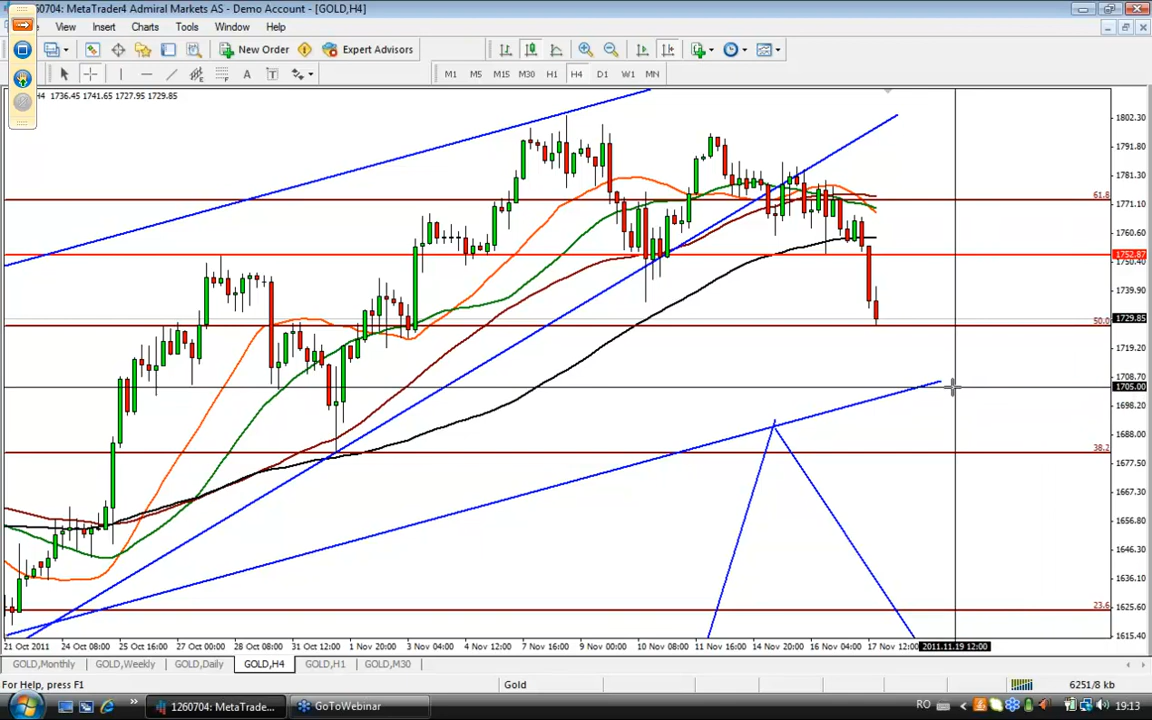 1260704: MetaTrader4 Admiral Markets AS - Demo Account - [GOLD,H4]
View Insert Charts Tools Window Help
New Order Expert Advisors
A T M1 M5 M15 M30 H1 H4 D1 W1 MN
H4 1736.45 1741.65 1727.95 1729.85
1802.30
1791.80
1781.30
61.8
1771.10
1760.60
1752.87
1750.40
1739.90
1729.85
50.0
1719.20
1708.70
1705.00
1698.20
1688.00
38.2
1677.50
1667.30
1656.80
1646.30
1636.10
23.6
1625.60
1615.40
21 Oct 2011 24 Oct 08:00 25 Oct 16:00 27 Oct 00:00 28 Oct 08:00 31 Oct 12:00 1 Nov 20:00 3 Nov 04:00 4 Nov 12:00 7 Nov 16:00 9 Nov 00:00 10 Nov 08:00 11 Nov 16:00 14 Nov 20:00 16 Nov 04:00 17 Nov 12:00 2011.11.19 12:00
GOLD,Monthly GOLD,Weekly GOLD,Daily GOLD,H4 GOLD,H1 GOLD,M30
For Help, press F1 Gold 6251/8 kb
1260704: MetaTra... GoToWebinar RO 19:13